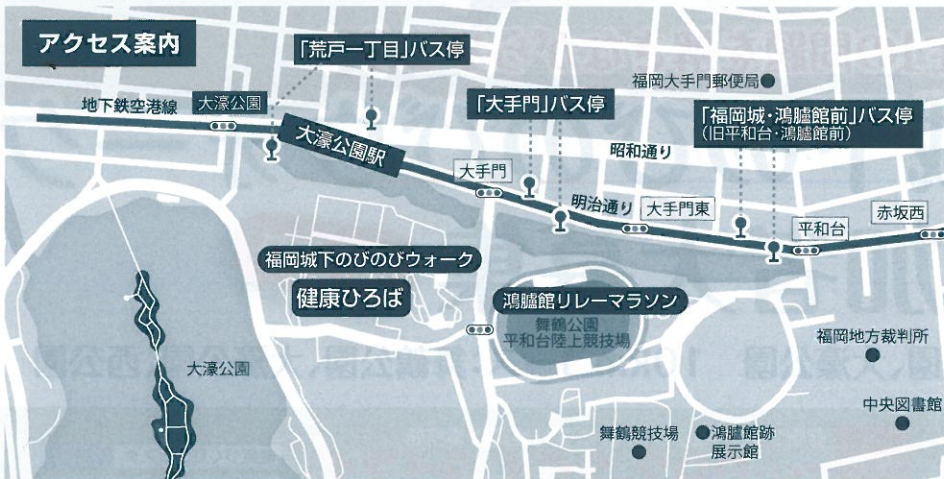 アクセス案内
「荒戸一丁目」バス停
福岡大手門郵便局
地下鉄空港線
大濠公園
「大手門」バス停
「福岡城・鴻臚館前」バス停
(旧平和台・鴻臚館前)
大濠公園駅
昭和通り
大手門
明治通り
大手門東
平和台
赤坂西
福岡城下のびのびウォーク
健康ひろば
鴻臚館リレーマラソン
舞鶴公園
平和台陸上競技場
福岡地方裁判所
大濠公園
中央図書館
舞鶴競技場
鴻臚館跡
展示館